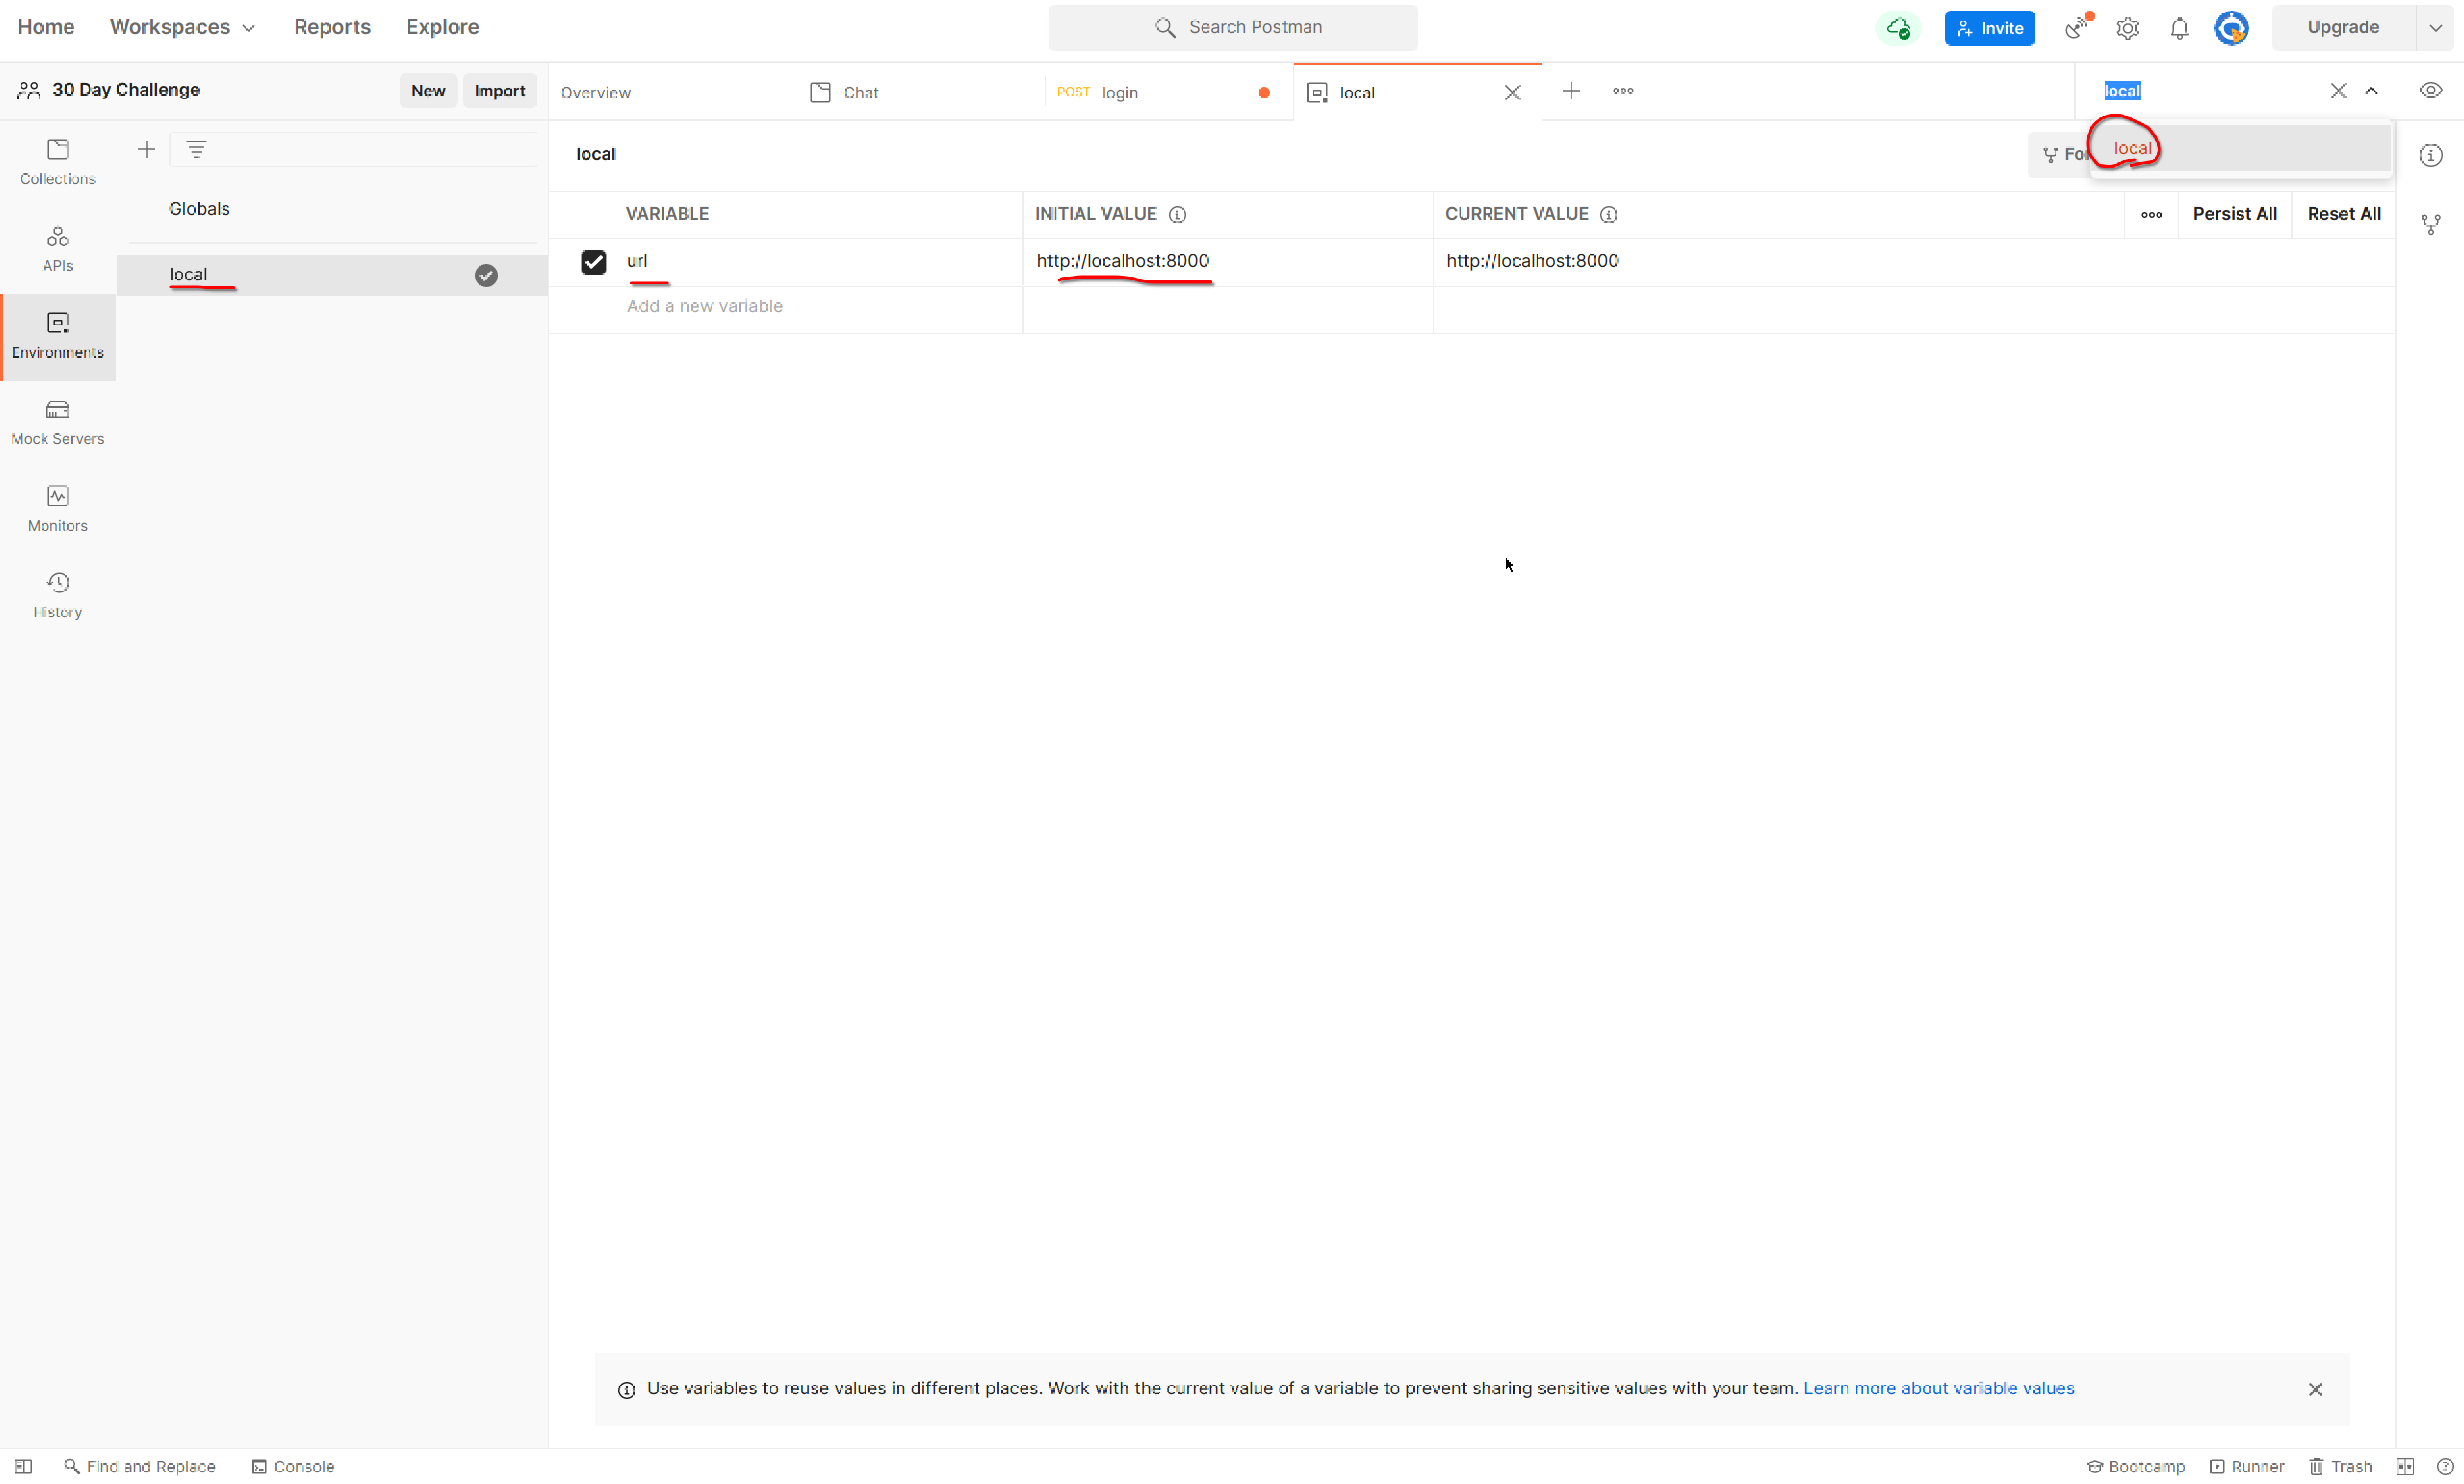 Home Workspaces Reports Explore Search Postman Invite Upgrade
30 Day Challenge New Import Overview Chat POST login local local
local
Collections
local
Globals
VARIABLE INITIAL VALUE CURRENT VALUE Persist All Reset All
url http://localhost:8000 http://localhost:8000
APIs
local
Add a new variable
Environments
Mock Servers
Monitors
History
Use variables to reuse values in different places. Work with the current value of a variable to prevent sharing sensitive values with your team. Learn more about variable values
Find and Replace Console Bootcamp Runner Trash